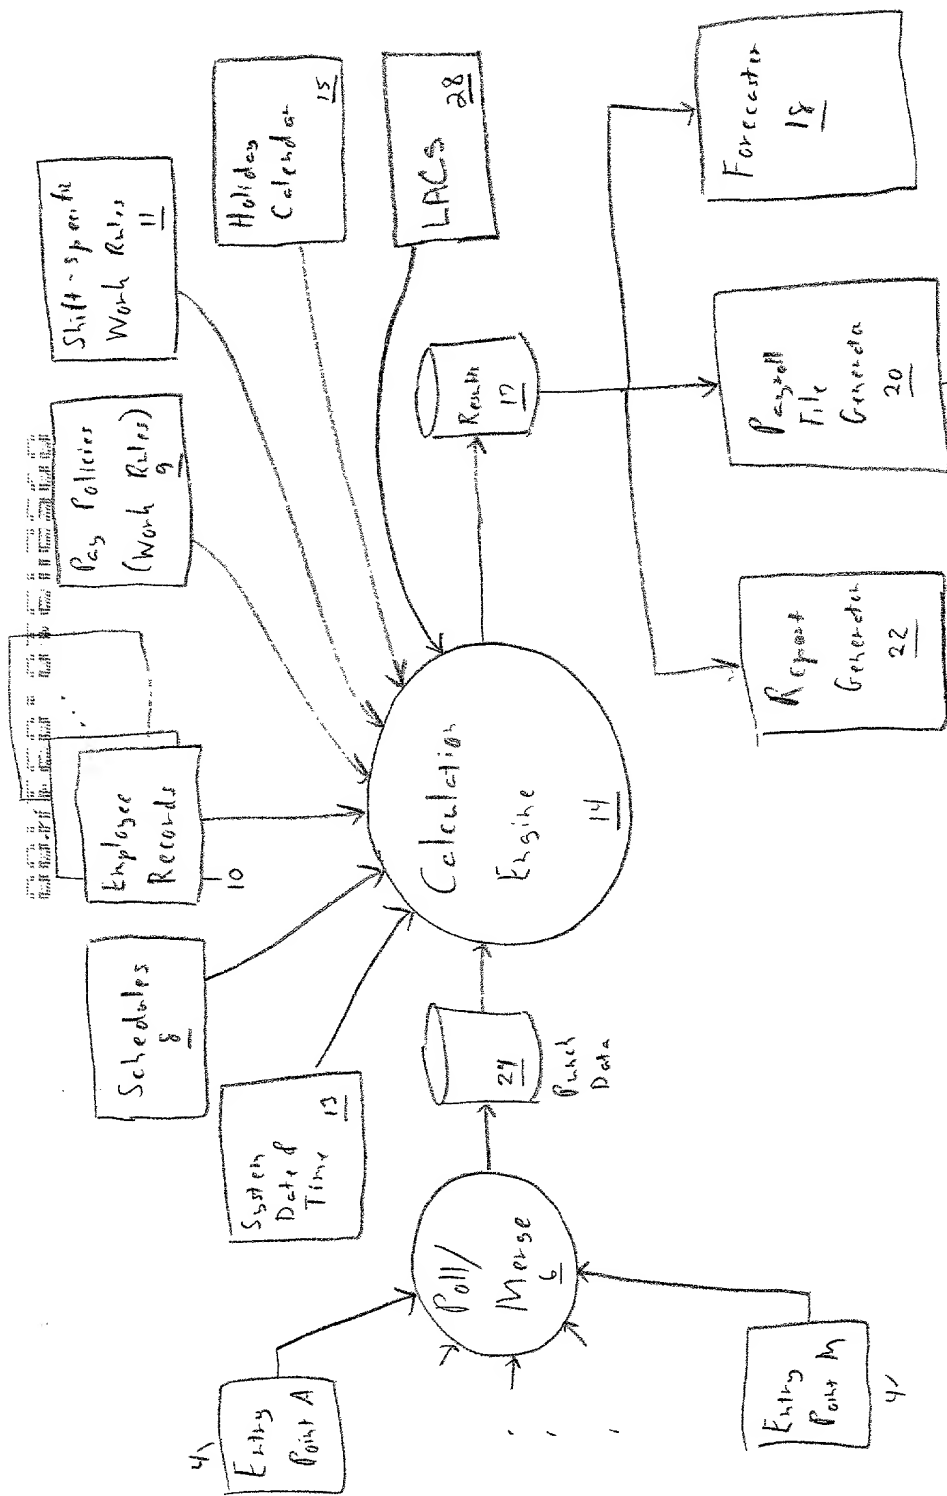 Shift-Specific
Work Rules
11
Pay Policies
(Work Rules)
9
Employee
Records
10
Schedules
8
System
Date &
Time
13
Holiday
Calendar
15
LACs
28
Calculation
Engine
14
Results
17
24
Punch
Data
Poll/
Merge
6
4
Entry
Point A
Entry
Point M
4
Forecaster
18
Payroll
File
Generator
20
Report
Generator
22